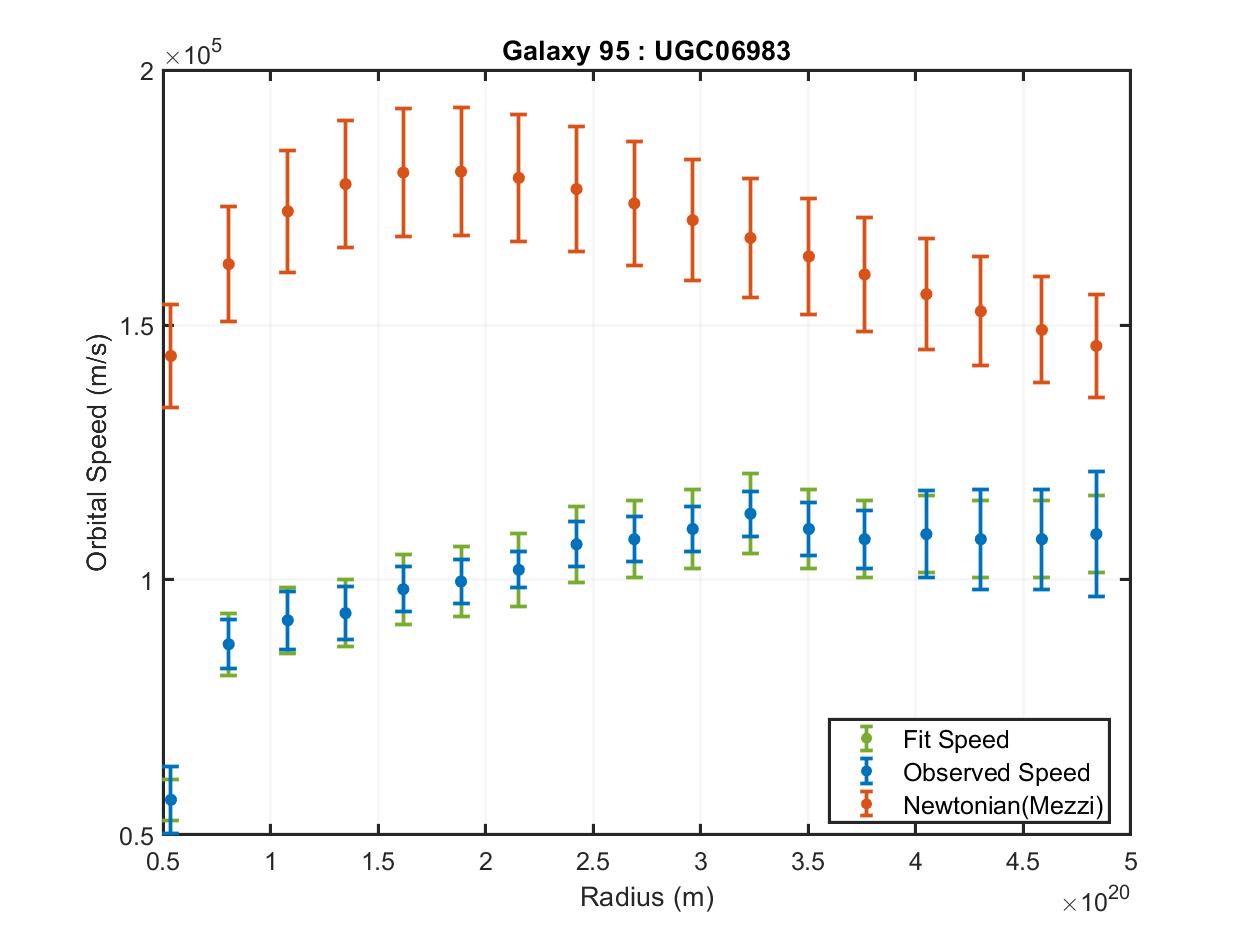 Galaxy 95 : UGC06983
×10^5
2
1.5
1
0.5
Orbital Speed (m/s)
0.5 1 1.5 2 2.5 3 3.5 4 4.5 5
Radius (m)
×10^20
Fit Speed
Observed Speed
Newtonian(Mezzi)